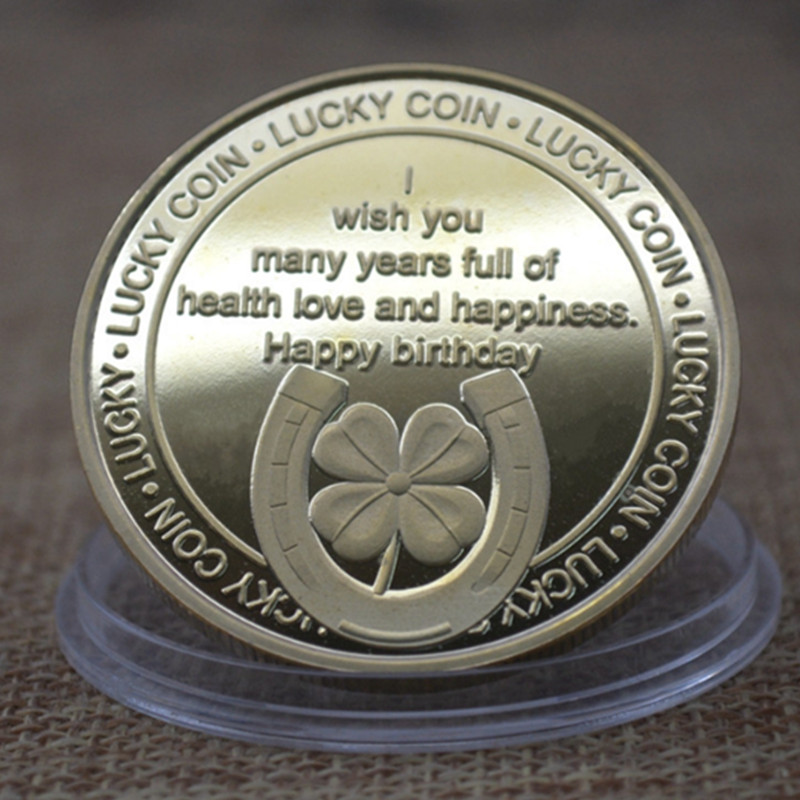 LUCKY COIN • LUCKY COIN • LUCKY COIN • LUCKY COIN • LUCKY
LUCKY • LUCKY COIN
I
wish you
many years full of
health love and happiness.
Happy birthday